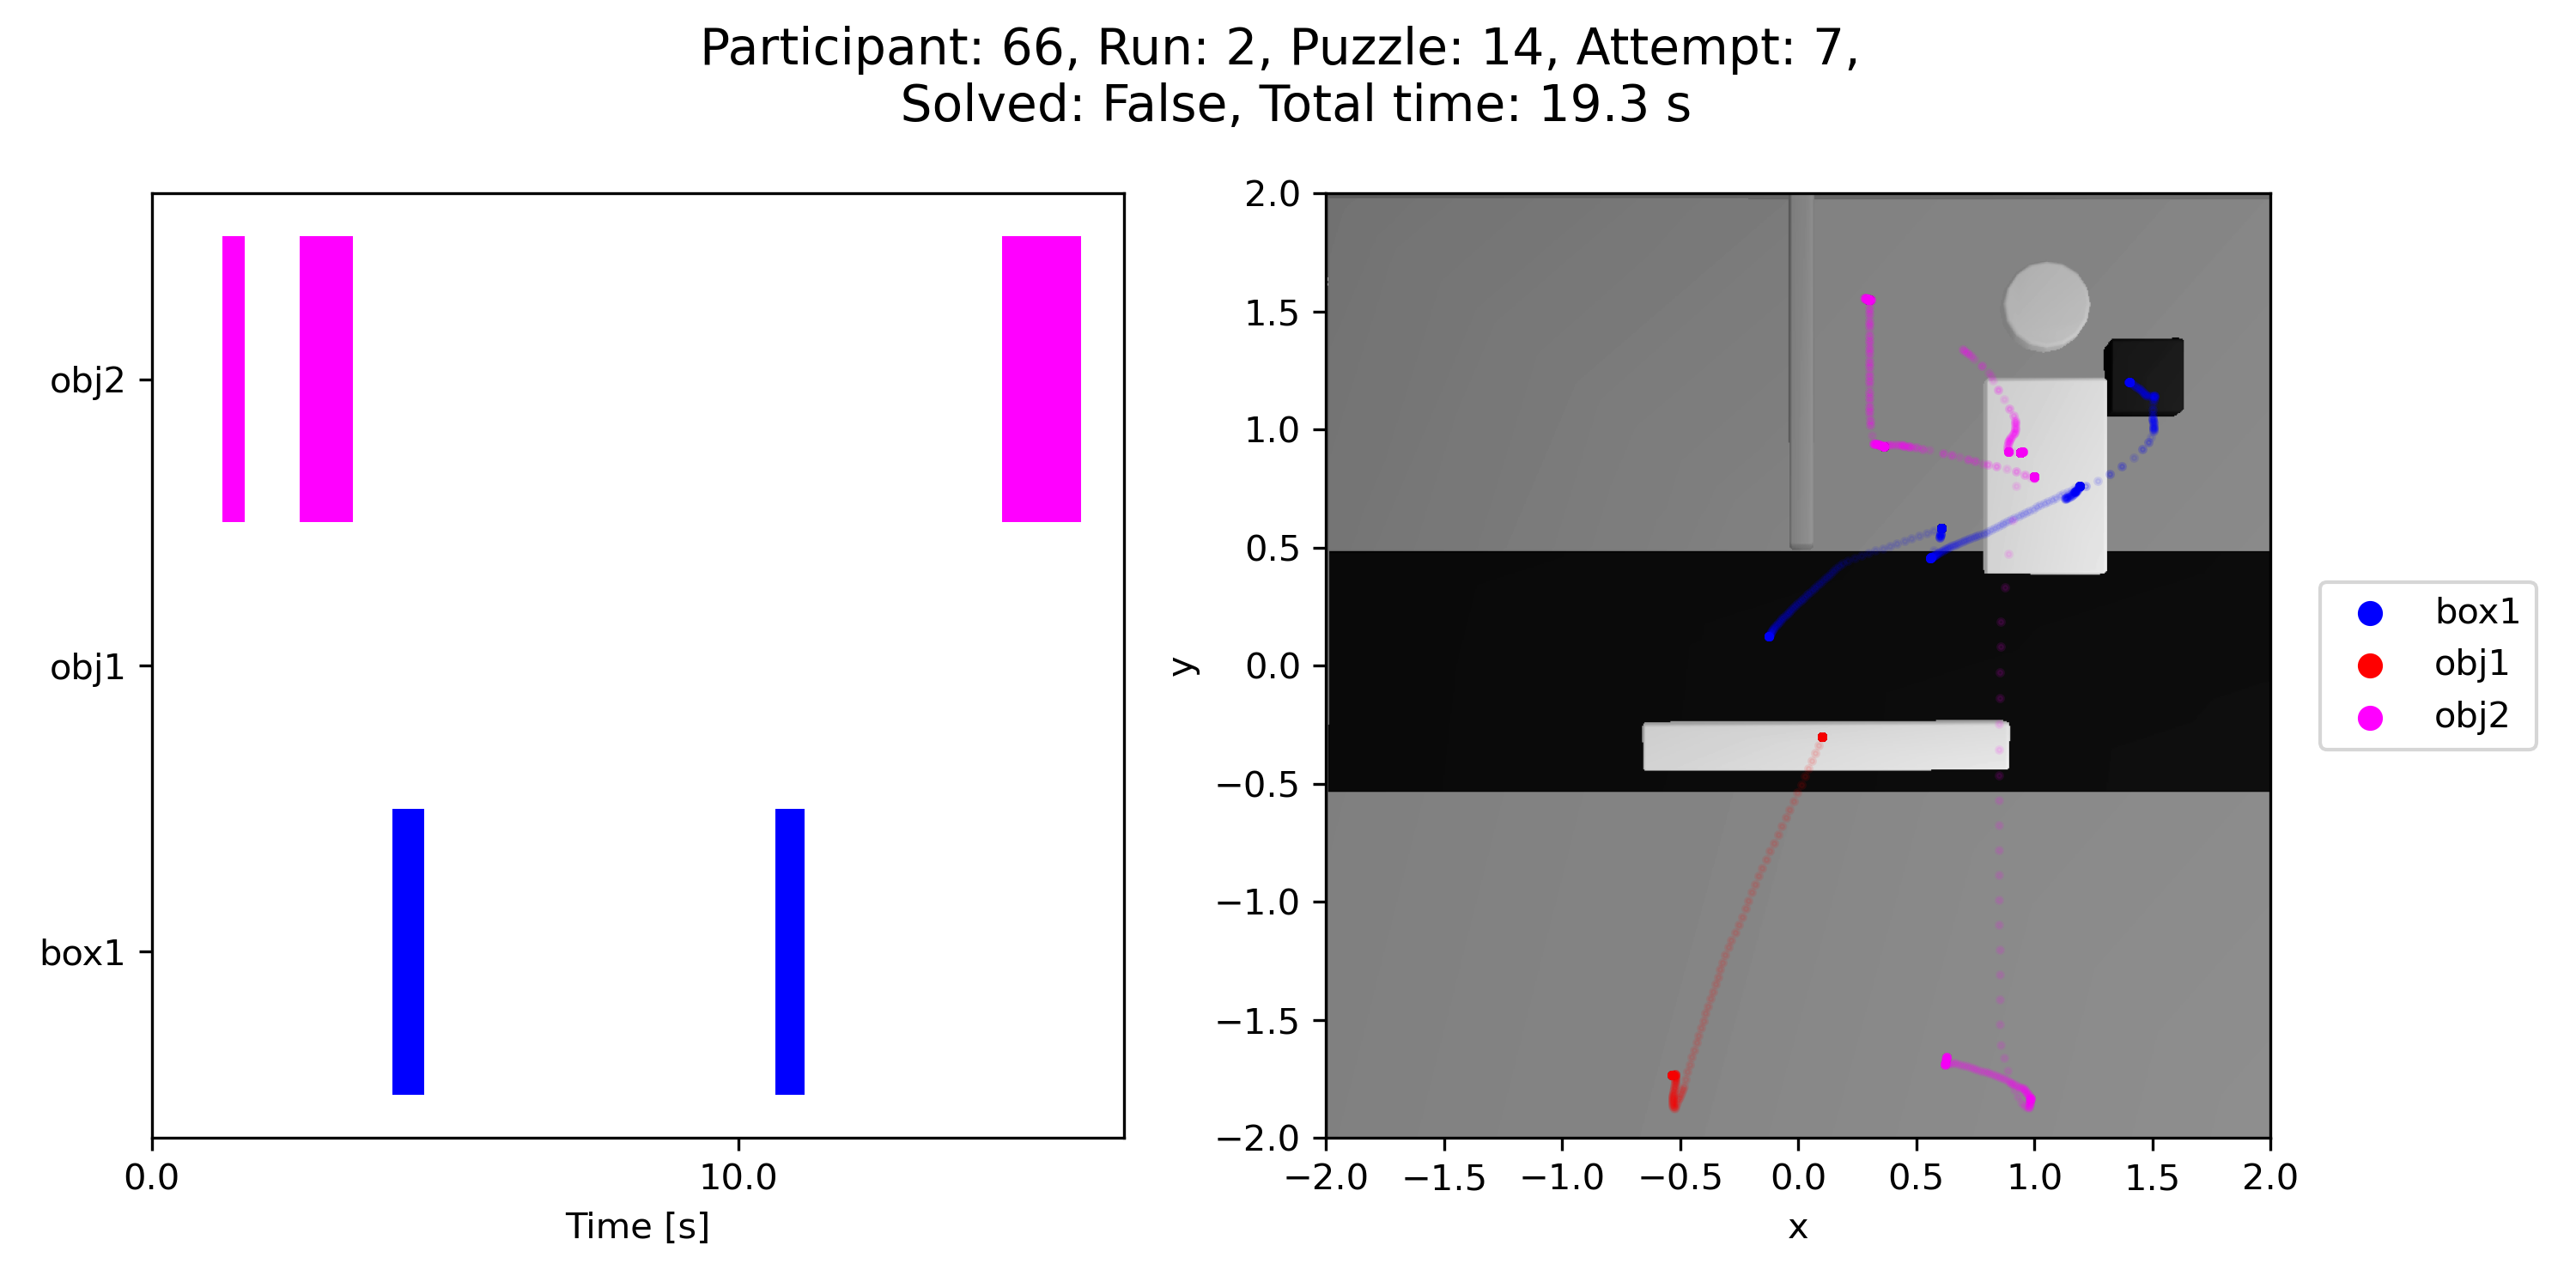 Participant: 66, Run: 2, Puzzle: 14, Attempt: 7,
Solved: False, Total time: 19.3 s
obj2
obj1
box1
0.0
10.0
Time [s]
y
2.0
1.5
1.0
0.5
0.0
−0.5
−1.0
−1.5
−2.0
−2.0
−1.5
−1.0
−0.5
0.0
0.5
1.0
1.5
2.0
x
box1
obj1
obj2